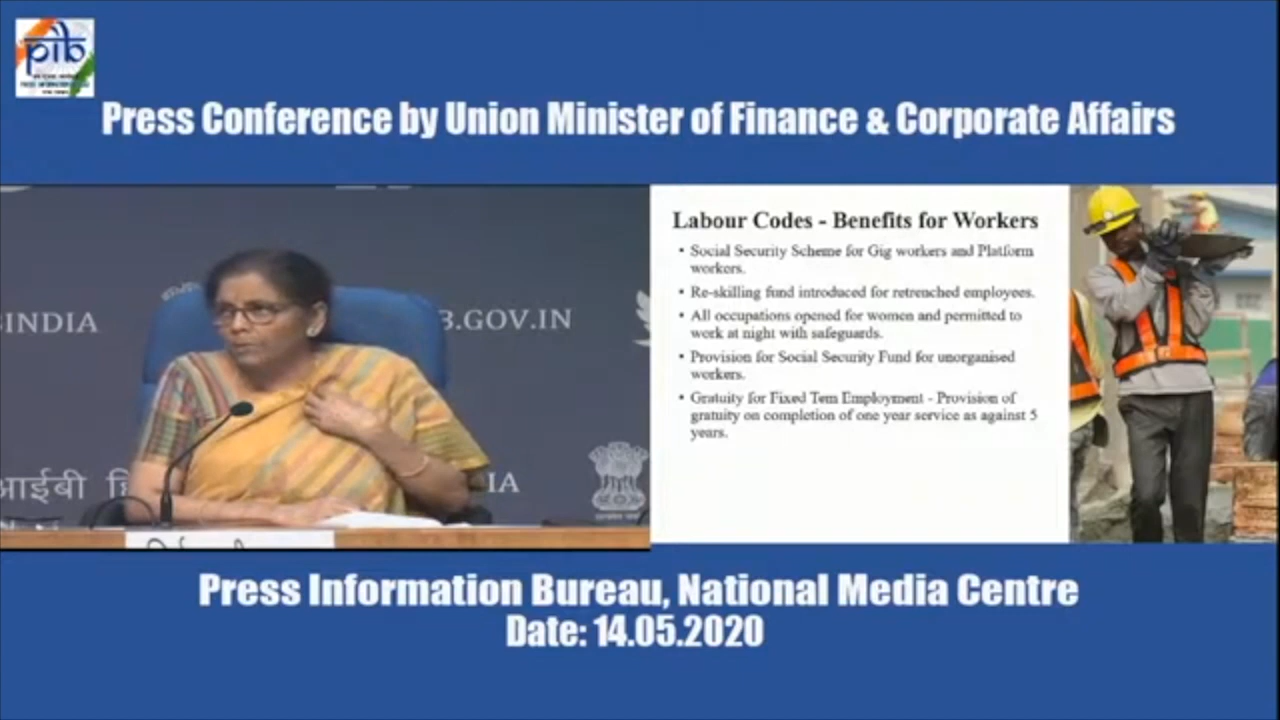 pib
Press Conference by Union Minister of Finance & Corporate Affairs
INDIA
B.GOV.IN
आईबी
IA
Labour Codes - Benefits for Workers
• Social Security Scheme for Gig workers and Platform
workers.
• Re-skilling fund introduced for retrenched employees.
• All occupations opened for women and permitted to
work at night with safeguards.
• Provision for Social Security Fund for unorganised
workers.
• Gratuity for Fixed Tem Employment - Provision of
gratuity on completion of one year service as against 5
years.
Press Information Bureau, National Media Centre
Date: 14.05.2020